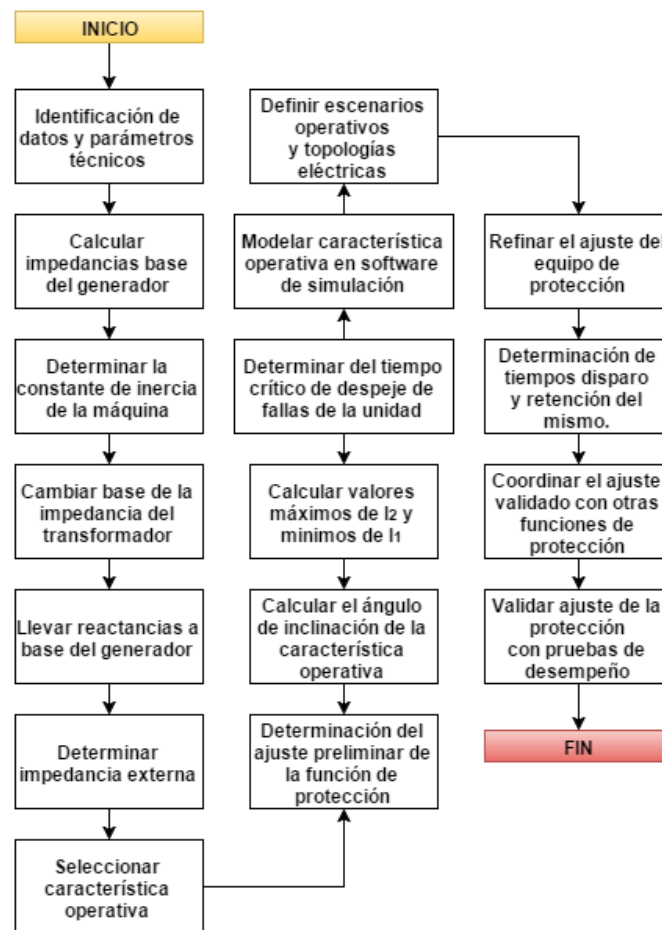 INICIO
Identificación de
datos y parámetros
técnicos
Calcular
impedancias base
del generador
Determinar la
constante de inercia
de la máquina
Cambiar base de la
impedancia del
transformador
Llevar reactancias a
base del generador
Determinar
impedancia externa
Seleccionar
característica
operativa
Definir escenarios
operativos
y topologías
eléctricas
Modelar característica
operativa en software
de simulación
Determinar del tiempo
crítico de despeje de
fallas de la unidad
Calcular valores
máximos de I2 y
minimos de I1
Calcular el ángulo
de inclinación de la
característica
operativa
Determinación del
ajuste preliminar de
la función de
protección
Refinar el ajuste del
equipo de
protección
Determinación de
tiempos disparo
y retención del
mismo.
Coordinar el ajuste
validado con otras
funciones de
protección
Validar ajuste de la
protección
con pruebas de
desempeño
FIN